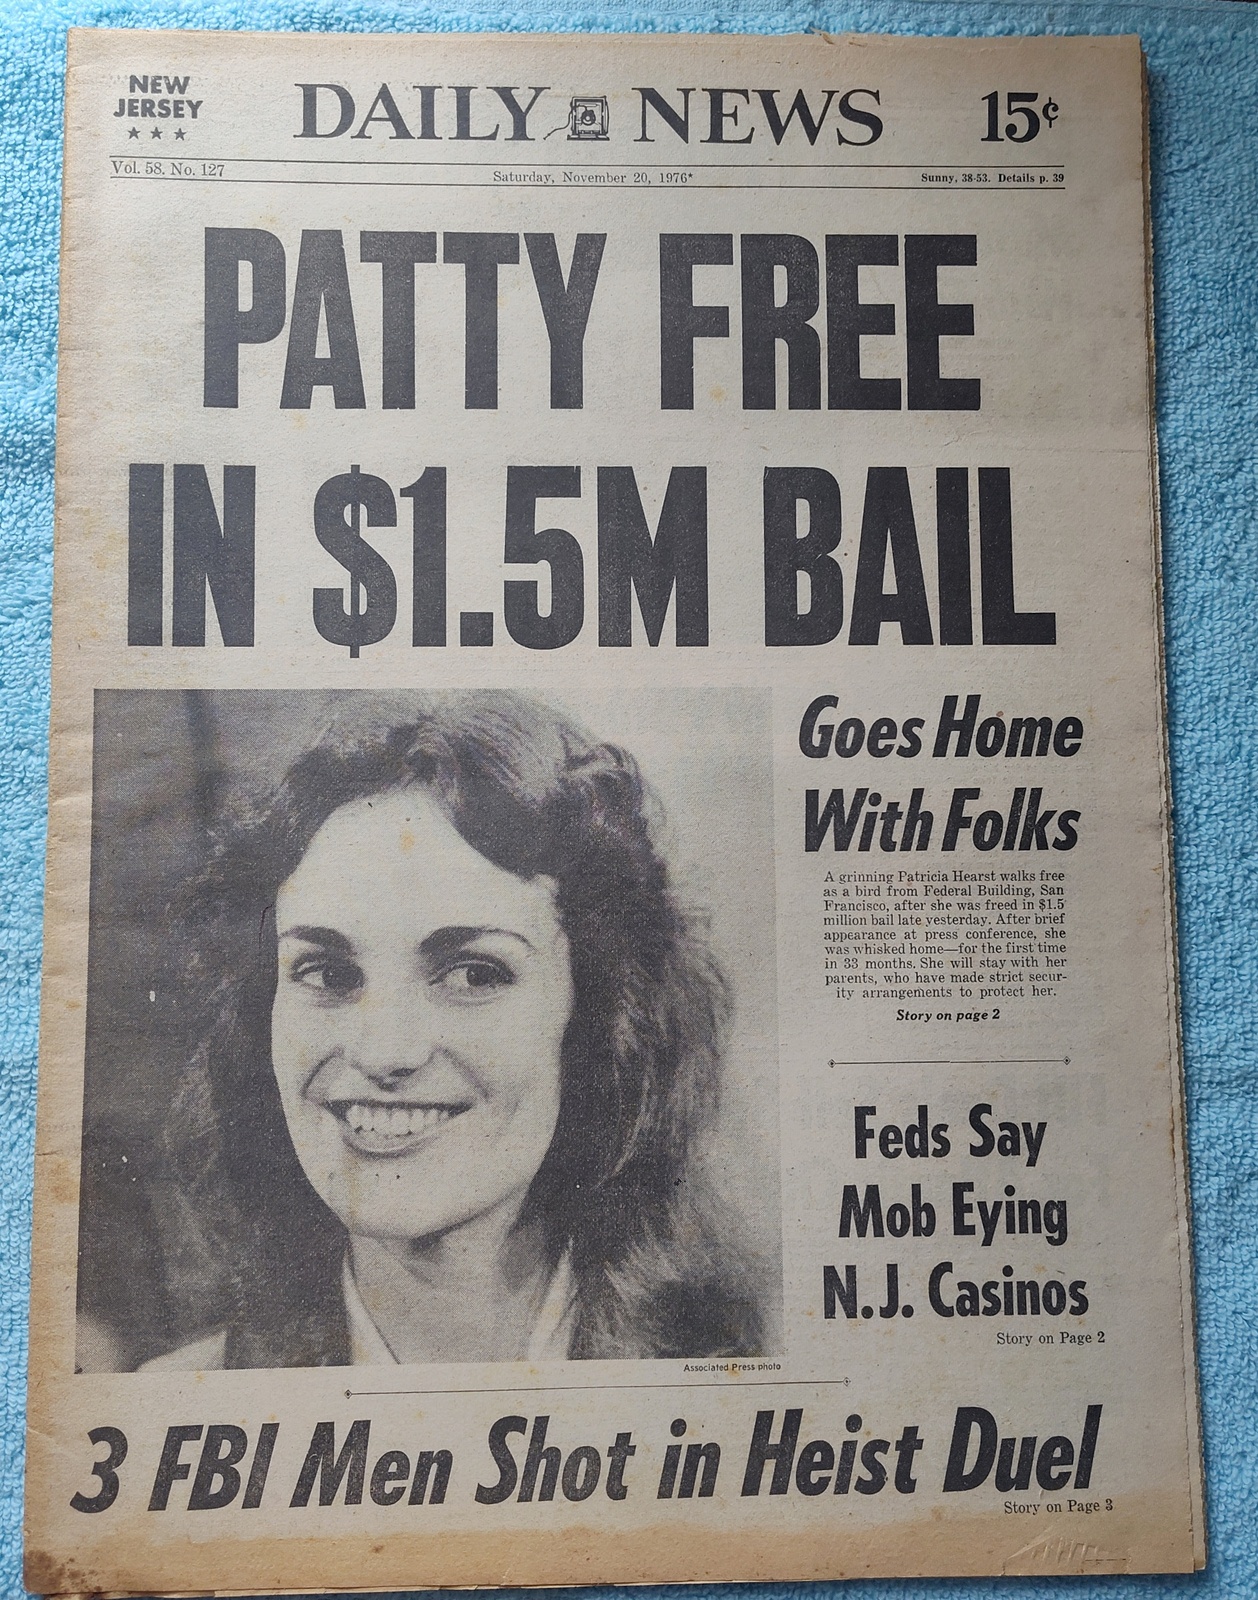 NEW
JERSEY
★ ★ ★
DAILY NEWS
15¢
Vol. 58. No. 127
Saturday, November 20, 1976*
Sunny, 38-53. Details p. 39
PATTY FREE
IN $1.5M BAIL
Goes Home
With Folks
A grinning Patricia Hearst walks free
as a bird from Federal Building, San
Francisco, after she was freed in $1.5
million bail late yesterday. After brief
appearance at press conference, she
was whisked home—for the first time
in 33 months. She will stay with her
parents, who have made strict secur-
ity arrangements to protect her.
Story on page 2
Feds Say
Mob Eying
N.J. Casinos
Story on Page 2
Associated Press photo
3 FBI Men Shot in Heist Duel
Story on Page 3